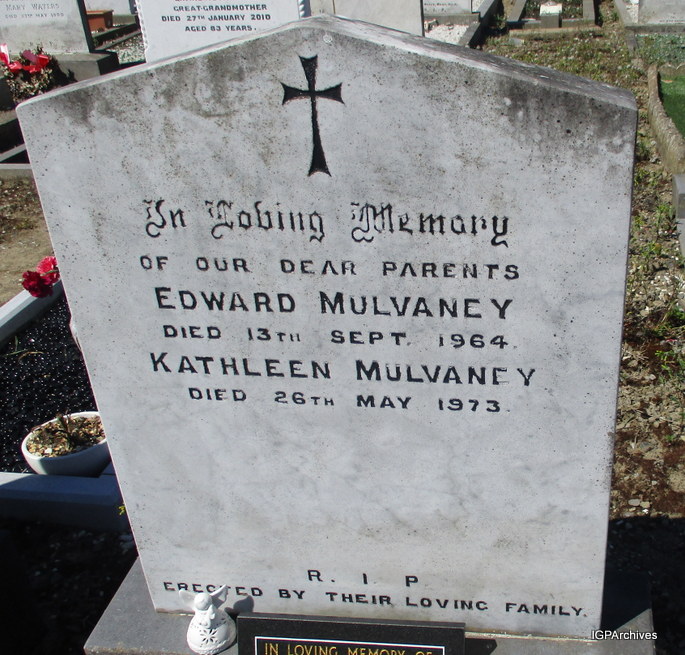 MARY WATERS
GREAT-GRANDMOTHER
DIED 27TH JANUARY 2010
AGED 83 YEARS.
In Loving Memory
OF OUR DEAR PARENTS
EDWARD MULVANEY
DIED 13TH SEPT. 1964.
KATHLEEN MULVANEY
DIED 26TH MAY 1973.
R. I. P
ERECTED BY THEIR LOVING FAMILY.
IN LOVING MEMORY OF
IGPArchives